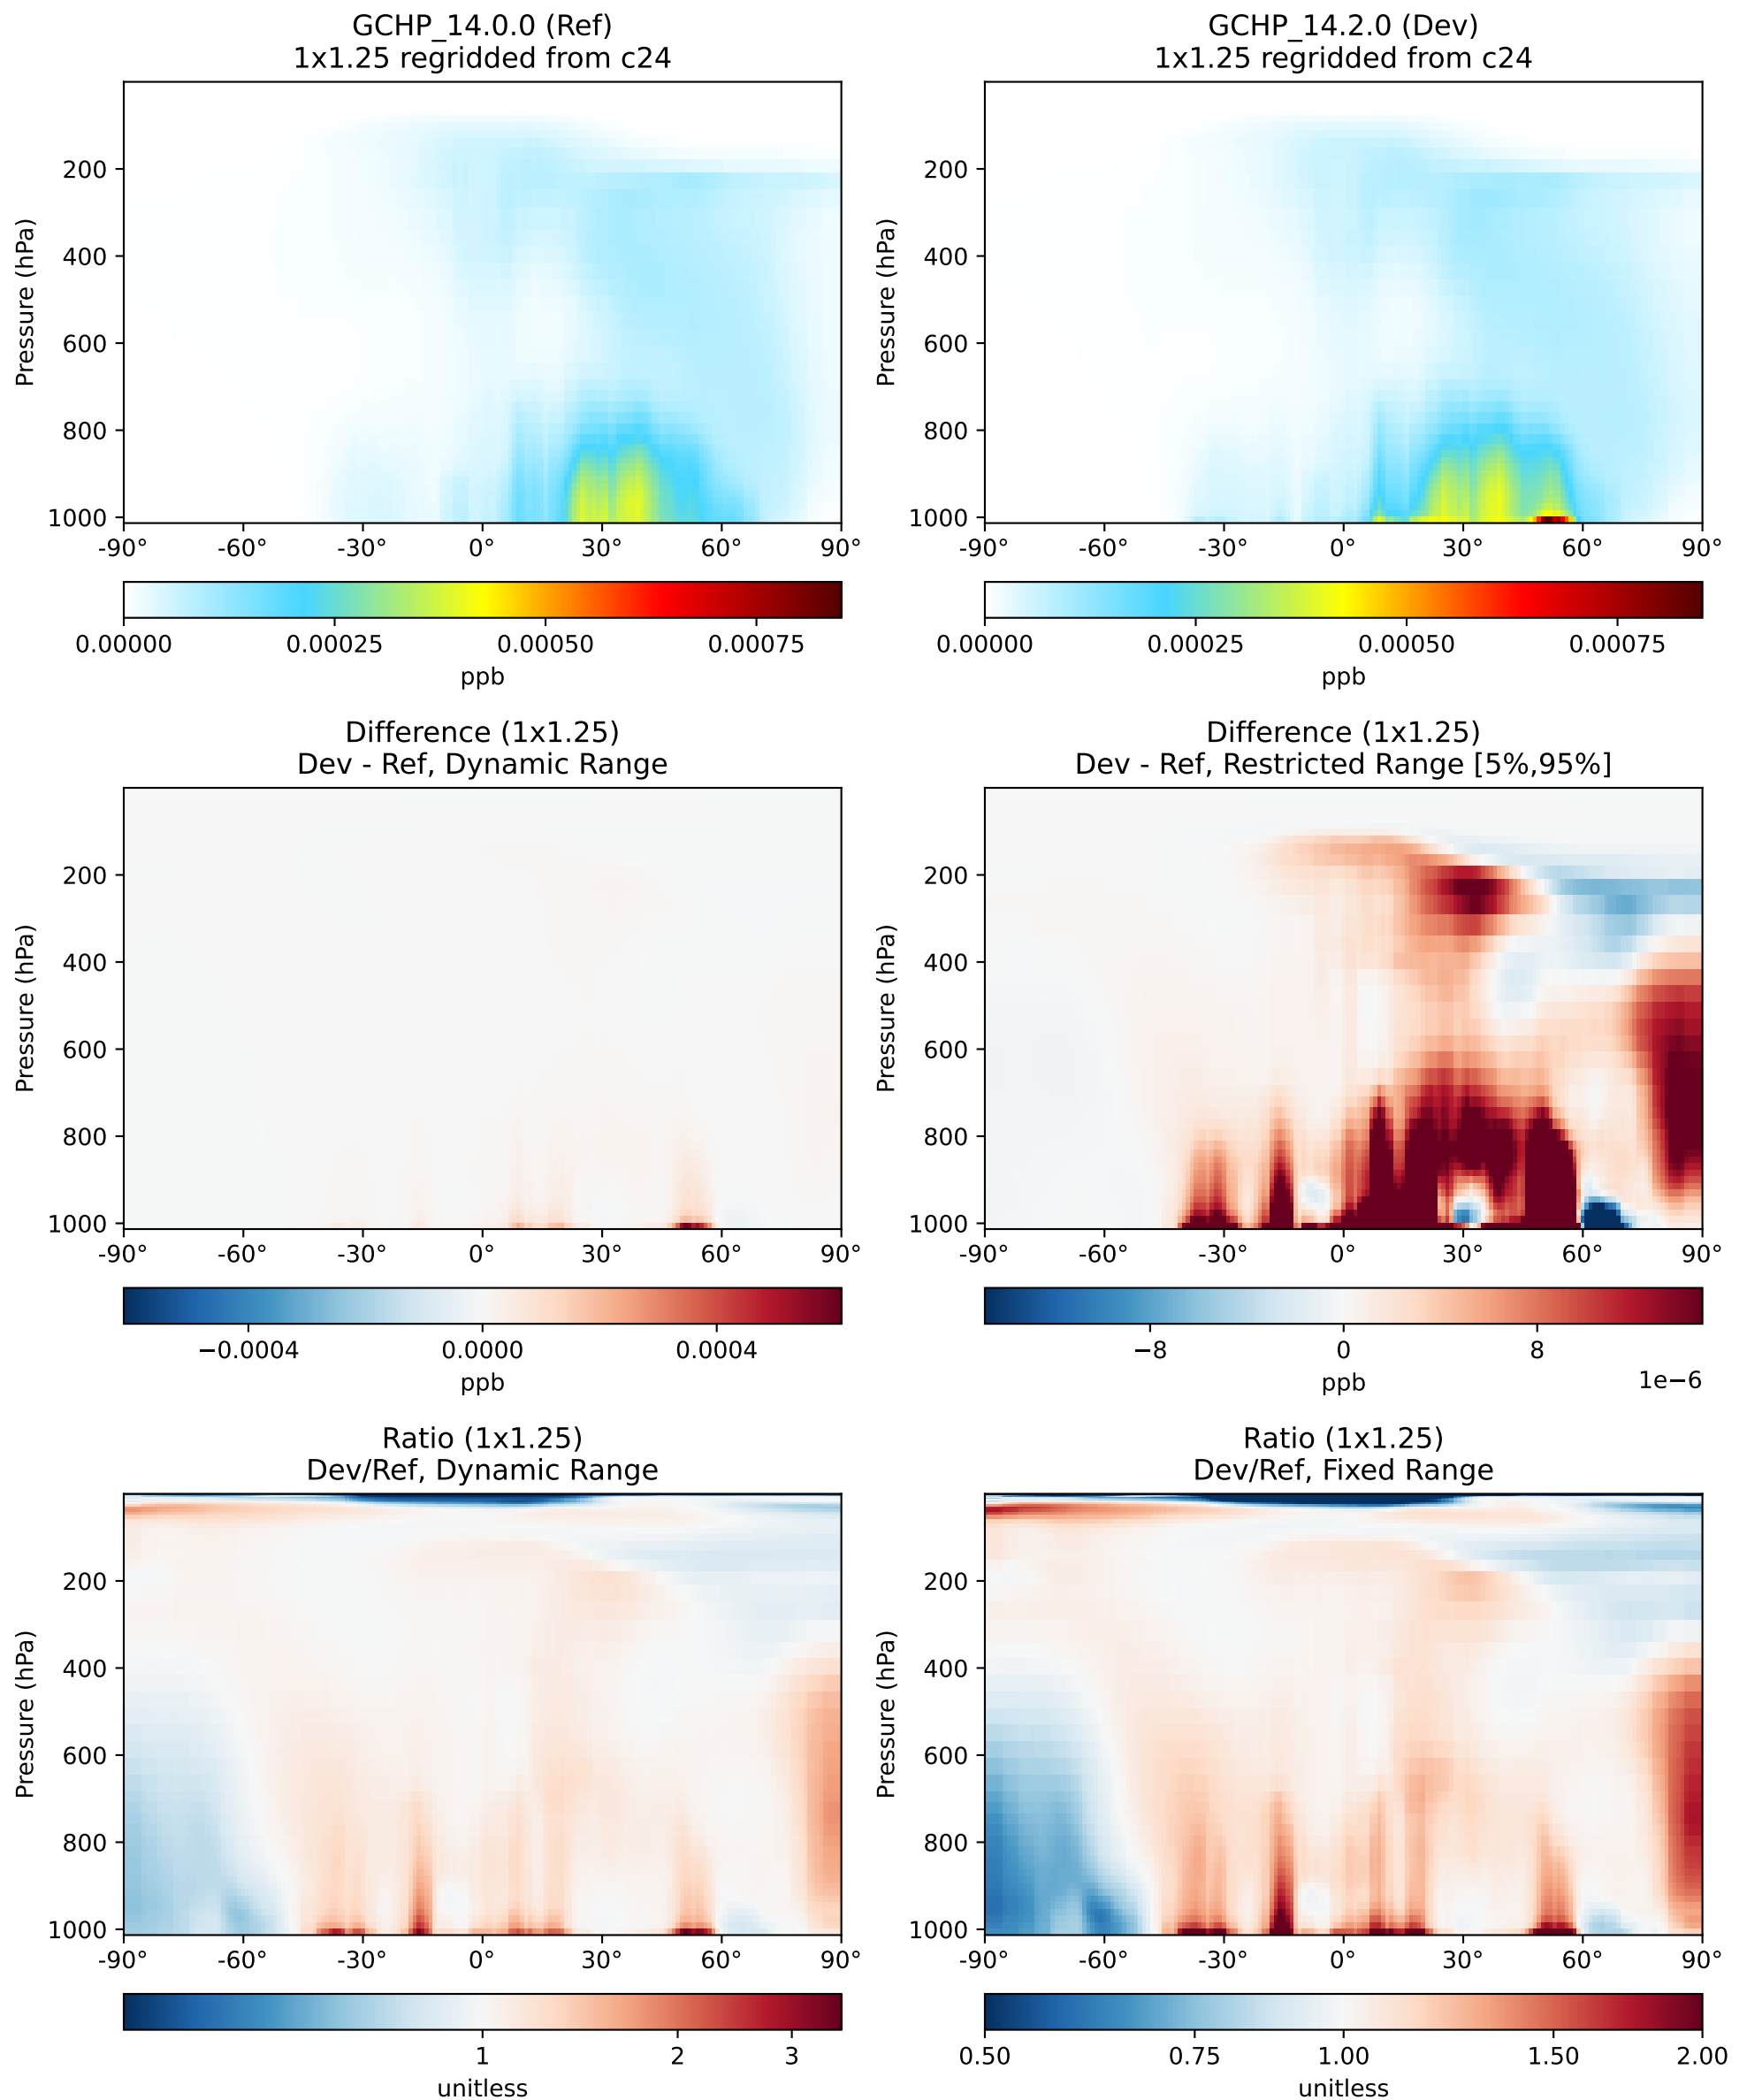 GCHP_14.0.0 (Ref)
1x1.25 regridded from c24
Pressure (hPa)
200
400
600
800
1000
-90° -60° -30° 0° 30° 60° 90°
0.00000 0.00025 0.00050 0.00075
ppb
GCHP_14.2.0 (Dev)
1x1.25 regridded from c24
Pressure (hPa)
200
400
600
800
1000
-90° -60° -30° 0° 30° 60° 90°
0.00000 0.00025 0.00050 0.00075
ppb
Difference (1x1.25)
Dev - Ref, Dynamic Range
Pressure (hPa)
200
400
600
800
1000
-90° -60° -30° 0° 30° 60° 90°
−0.0004 0.0000 0.0004
ppb
Difference (1x1.25)
Dev - Ref, Restricted Range [5%,95%]
Pressure (hPa)
200
400
600
800
1000
-90° -60° -30° 0° 30° 60° 90°
−8 0 8
ppb 1e−6
Ratio (1x1.25)
Dev/Ref, Dynamic Range
Pressure (hPa)
200
400
600
800
1000
-90° -60° -30° 0° 30° 60° 90°
1 2 3
unitless
Ratio (1x1.25)
Dev/Ref, Fixed Range
Pressure (hPa)
200
400
600
800
1000
-90° -60° -30° 0° 30° 60° 90°
0.50 0.75 1.00 1.50 2.00
unitless